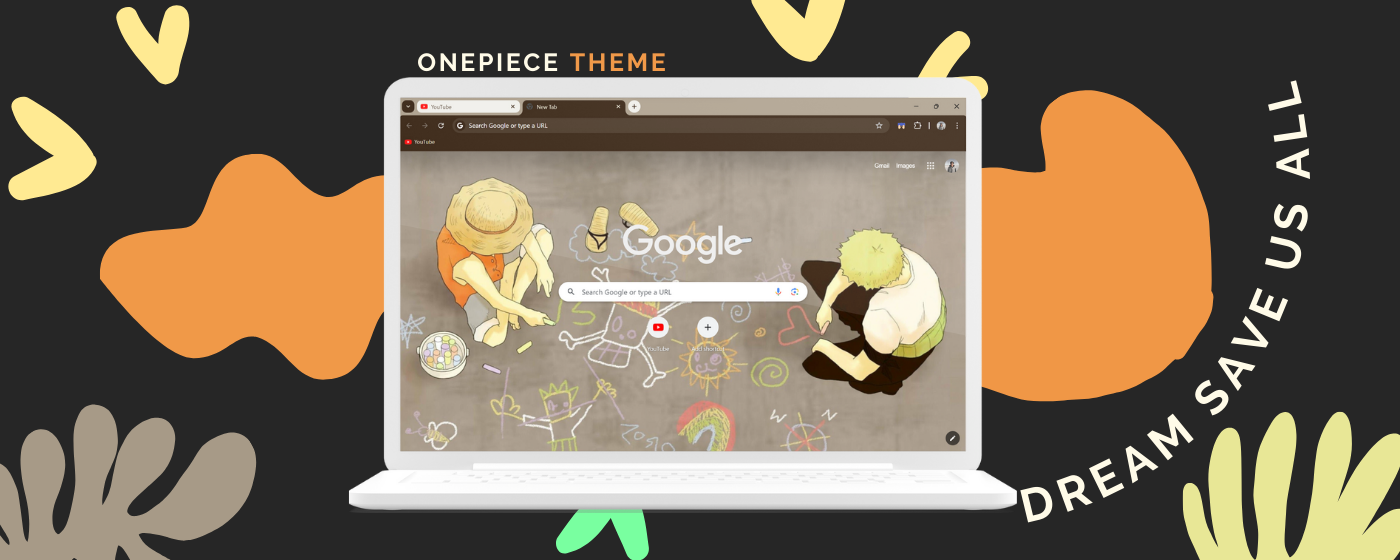 ONEPIECE THEME
YouTube
New Tab
Search Google or type a URL
YouTube
Gmail Images
Google
Search Google or type a URL
YouTube
Add shortcut
W
N
DREAM SAVE US ALL